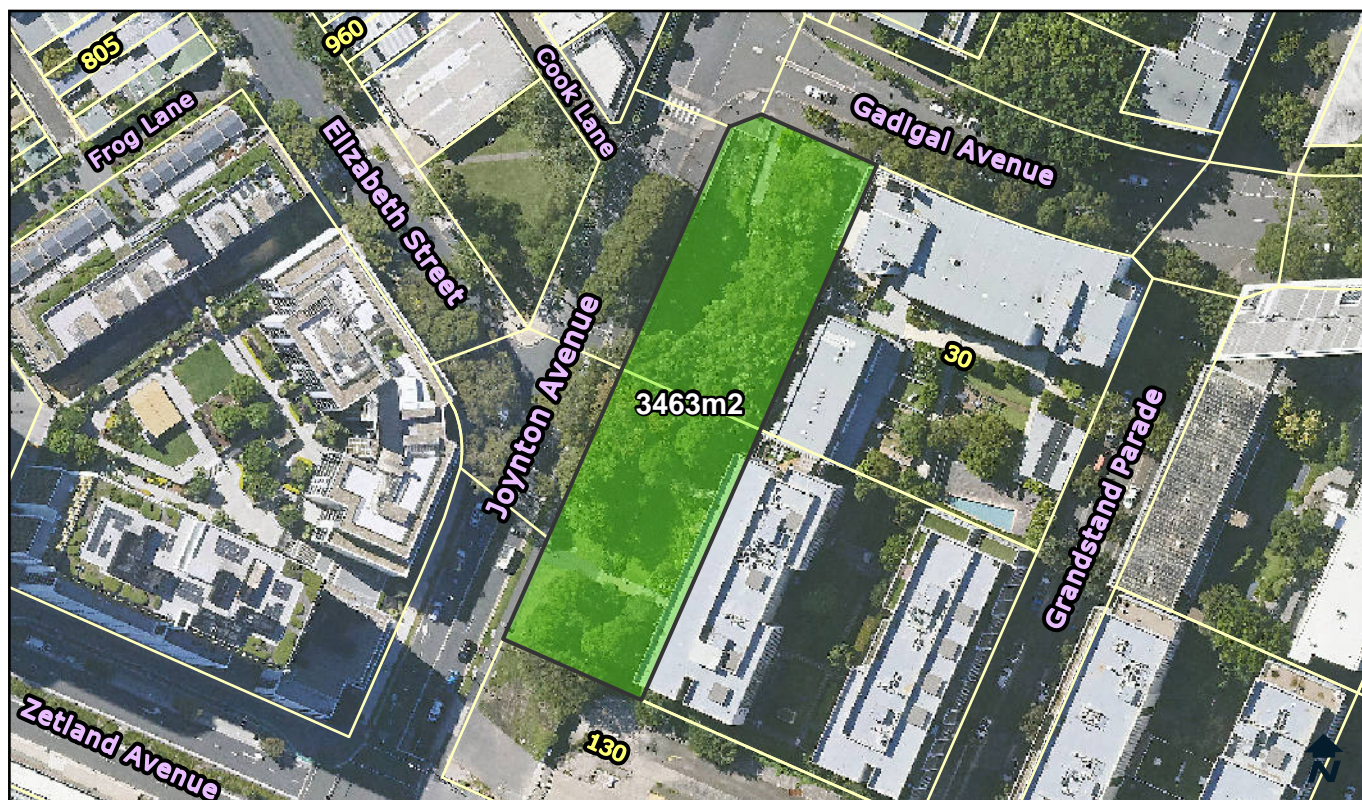 805
960
Frog Lane
Elizabeth Street
Cook Lane
Gadigal Avenue
3463m2
Joynton Avenue
30
Grandstand Parade
Zetland Avenue
130
N